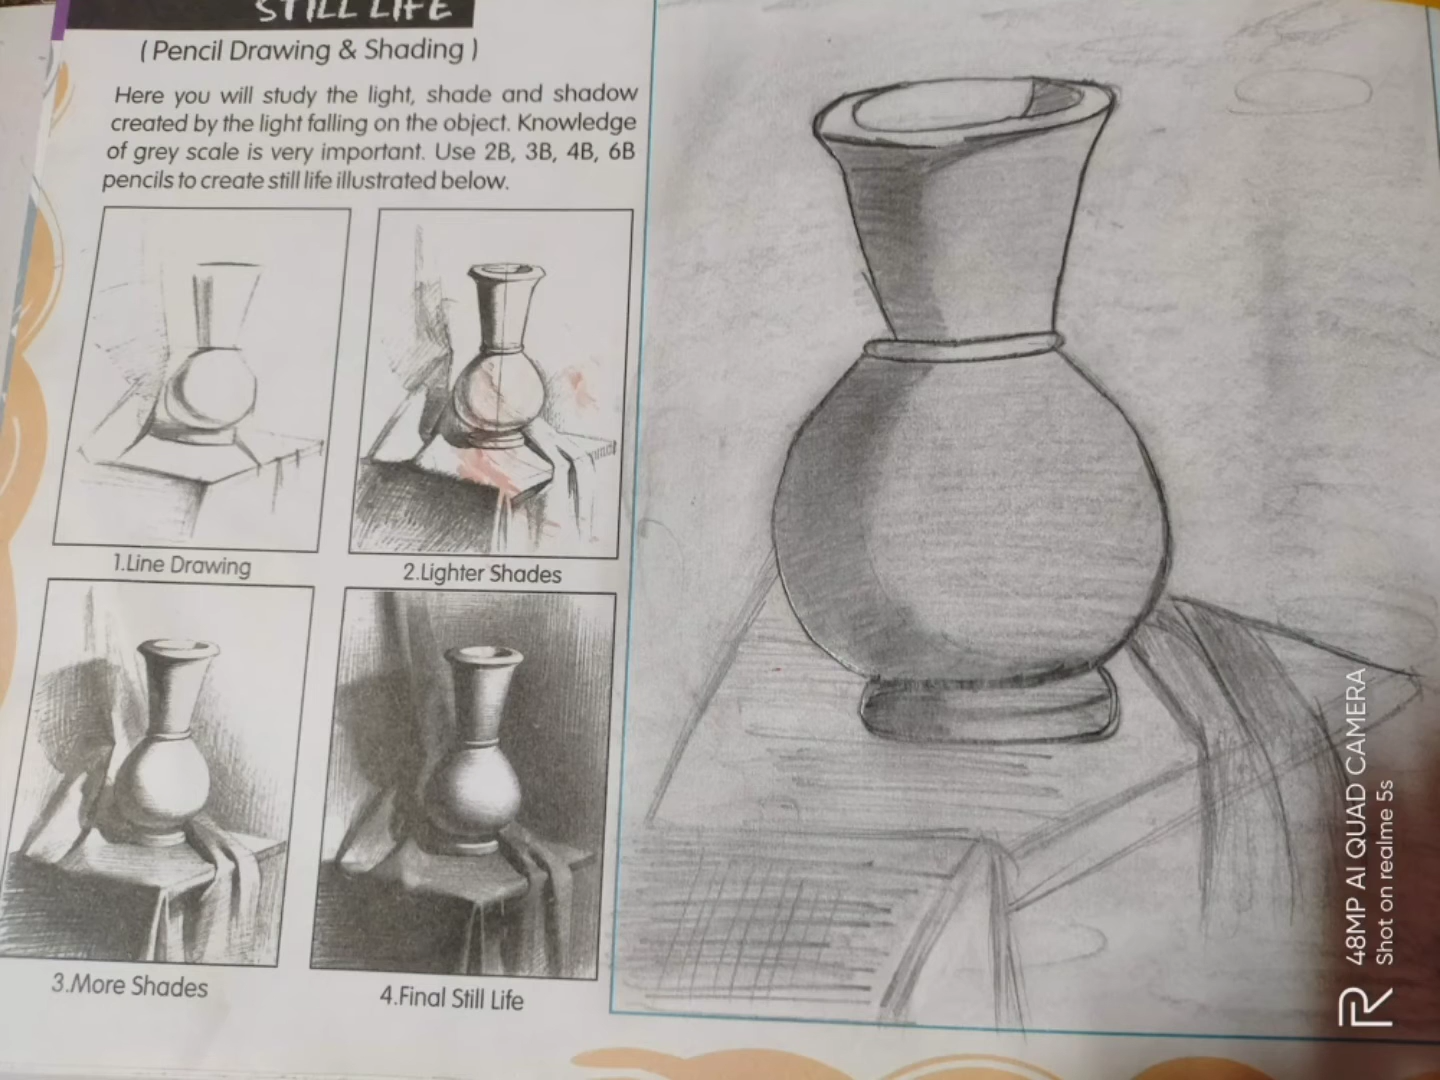 STILL LIFE
( Pencil Drawing & Shading )
Here you will study the light, shade and shadow
created by the light falling on the object. Knowledge
of grey scale is very important. Use 2B, 3B, 4B, 6B
pencils to create still life illustrated below.
1.Line Drawing
2.Lighter Shades
3.More Shades
4.Final Still Life
48MP AI QUAD CAMERA
Shot on realme 5s